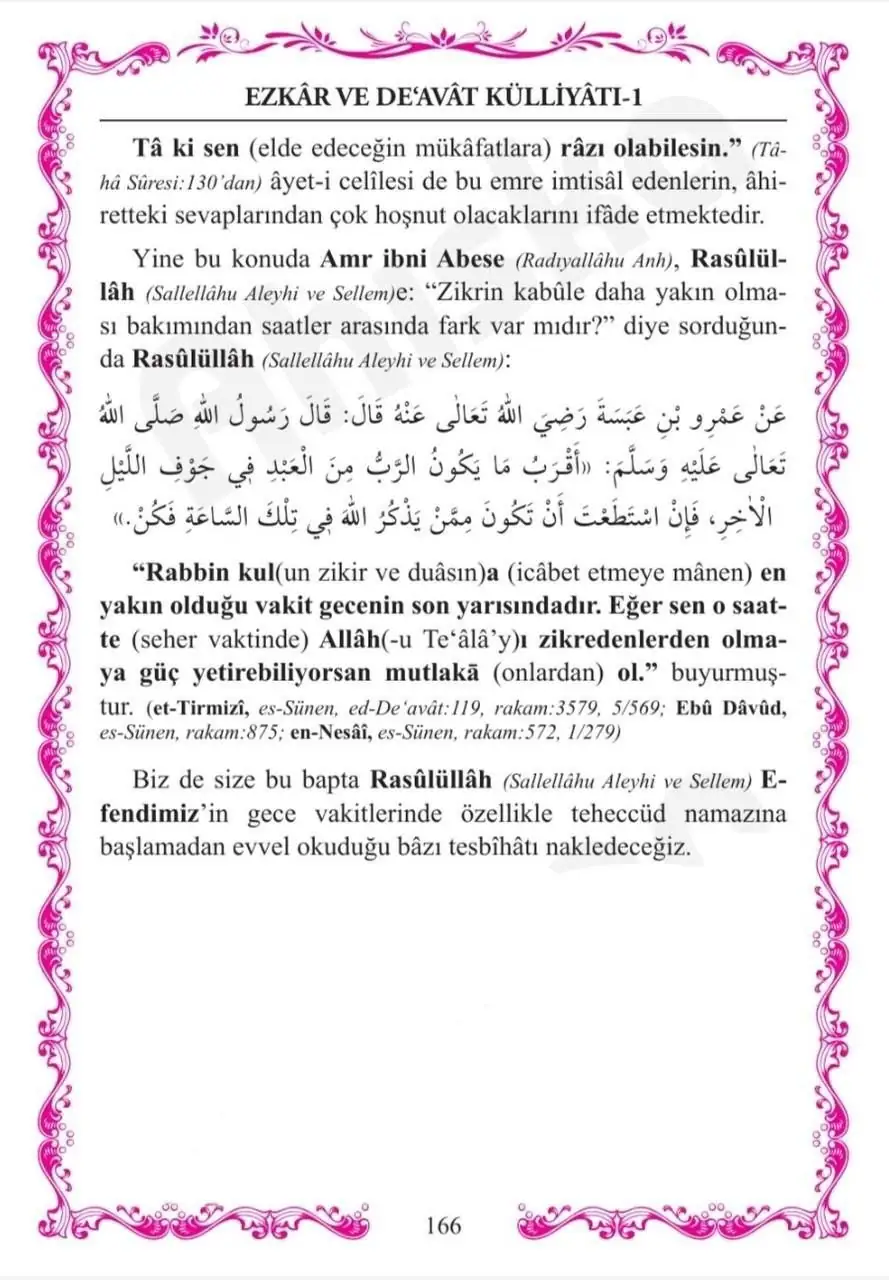 EZKÂR VE DE‘AVÂT KÜLLİYÂTI-1
Tâ ki sen (elde edeceğin mükâfatlara) râzı olabilesin.” (Tâ-
hâ Sûresi:130’dan) âyet-i celîlesi de bu emre imtisâl edenlerin, âhi-
retteki sevaplarından çok hoşnut olacaklarını ifâde etmektedir.
Yine bu konuda Amr ibni Abese (Radıyallâhu Anh), Rasûlül-
lâh (Sallellâhu Aleyhi ve Sellem)e: “Zikrin kabûle daha yakın olma-
sı bakımından saatler arasında fark var mıdır?” diye sorduğun-
da Rasûlüllâh (Sallellâhu Aleyhi ve Sellem):
عَنْ عَمْرِو بْنِ عَبَسَةَ رَضِيَ اللهُ تَعَالٰى عَنْهُ قَالَ: قَالَ رَسُولُ اللهِ صَلَّى اللهُ
تَعَالٰى عَلَيْهِ وَسَلَّمَ: «أَقْرَبُ مَا يَكُونُ الرَّبُّ مِنَ الْعَبْدِ فِي جَوْفِ اللَّيْلِ
الْاٰخِرِ، فَإِنْ اسْتَطَعْتَ أَنْ تَكُونَ مِمَّنْ يَذْكُرُ اللهَ فِي تِلْكَ السَّاعَةِ فَكُنْ.»
“Rabbin kul(un zikir ve duâsın)a (icâbet etmeye mânen) en
yakın olduğu vakit gecenin son yarısındadır. Eğer sen o saat-
te (seher vaktinde) Allâh(-u Te‘âlâ’y)ı zikredenlerden olma-
ya güç yetirebiliyorsan mutlakā (onlardan) ol.” buyurmuş-
tur. (et-Tirmizî, es-Sünen, ed-De‘avât:119, rakam:3579, 5/569; Ebû Dâvûd,
es-Sünen, rakam:875; en-Nesâî, es-Sünen, rakam:572, 1/279)
Biz de size bu bapta Rasûlüllâh (Sallellâhu Aleyhi ve Sellem) E-
fendimiz’in gece vakitlerinde özellikle teheccüd namazına
başlamadan evvel okuduğu bâzı tesbîhâtı nakledeceğiz.
166